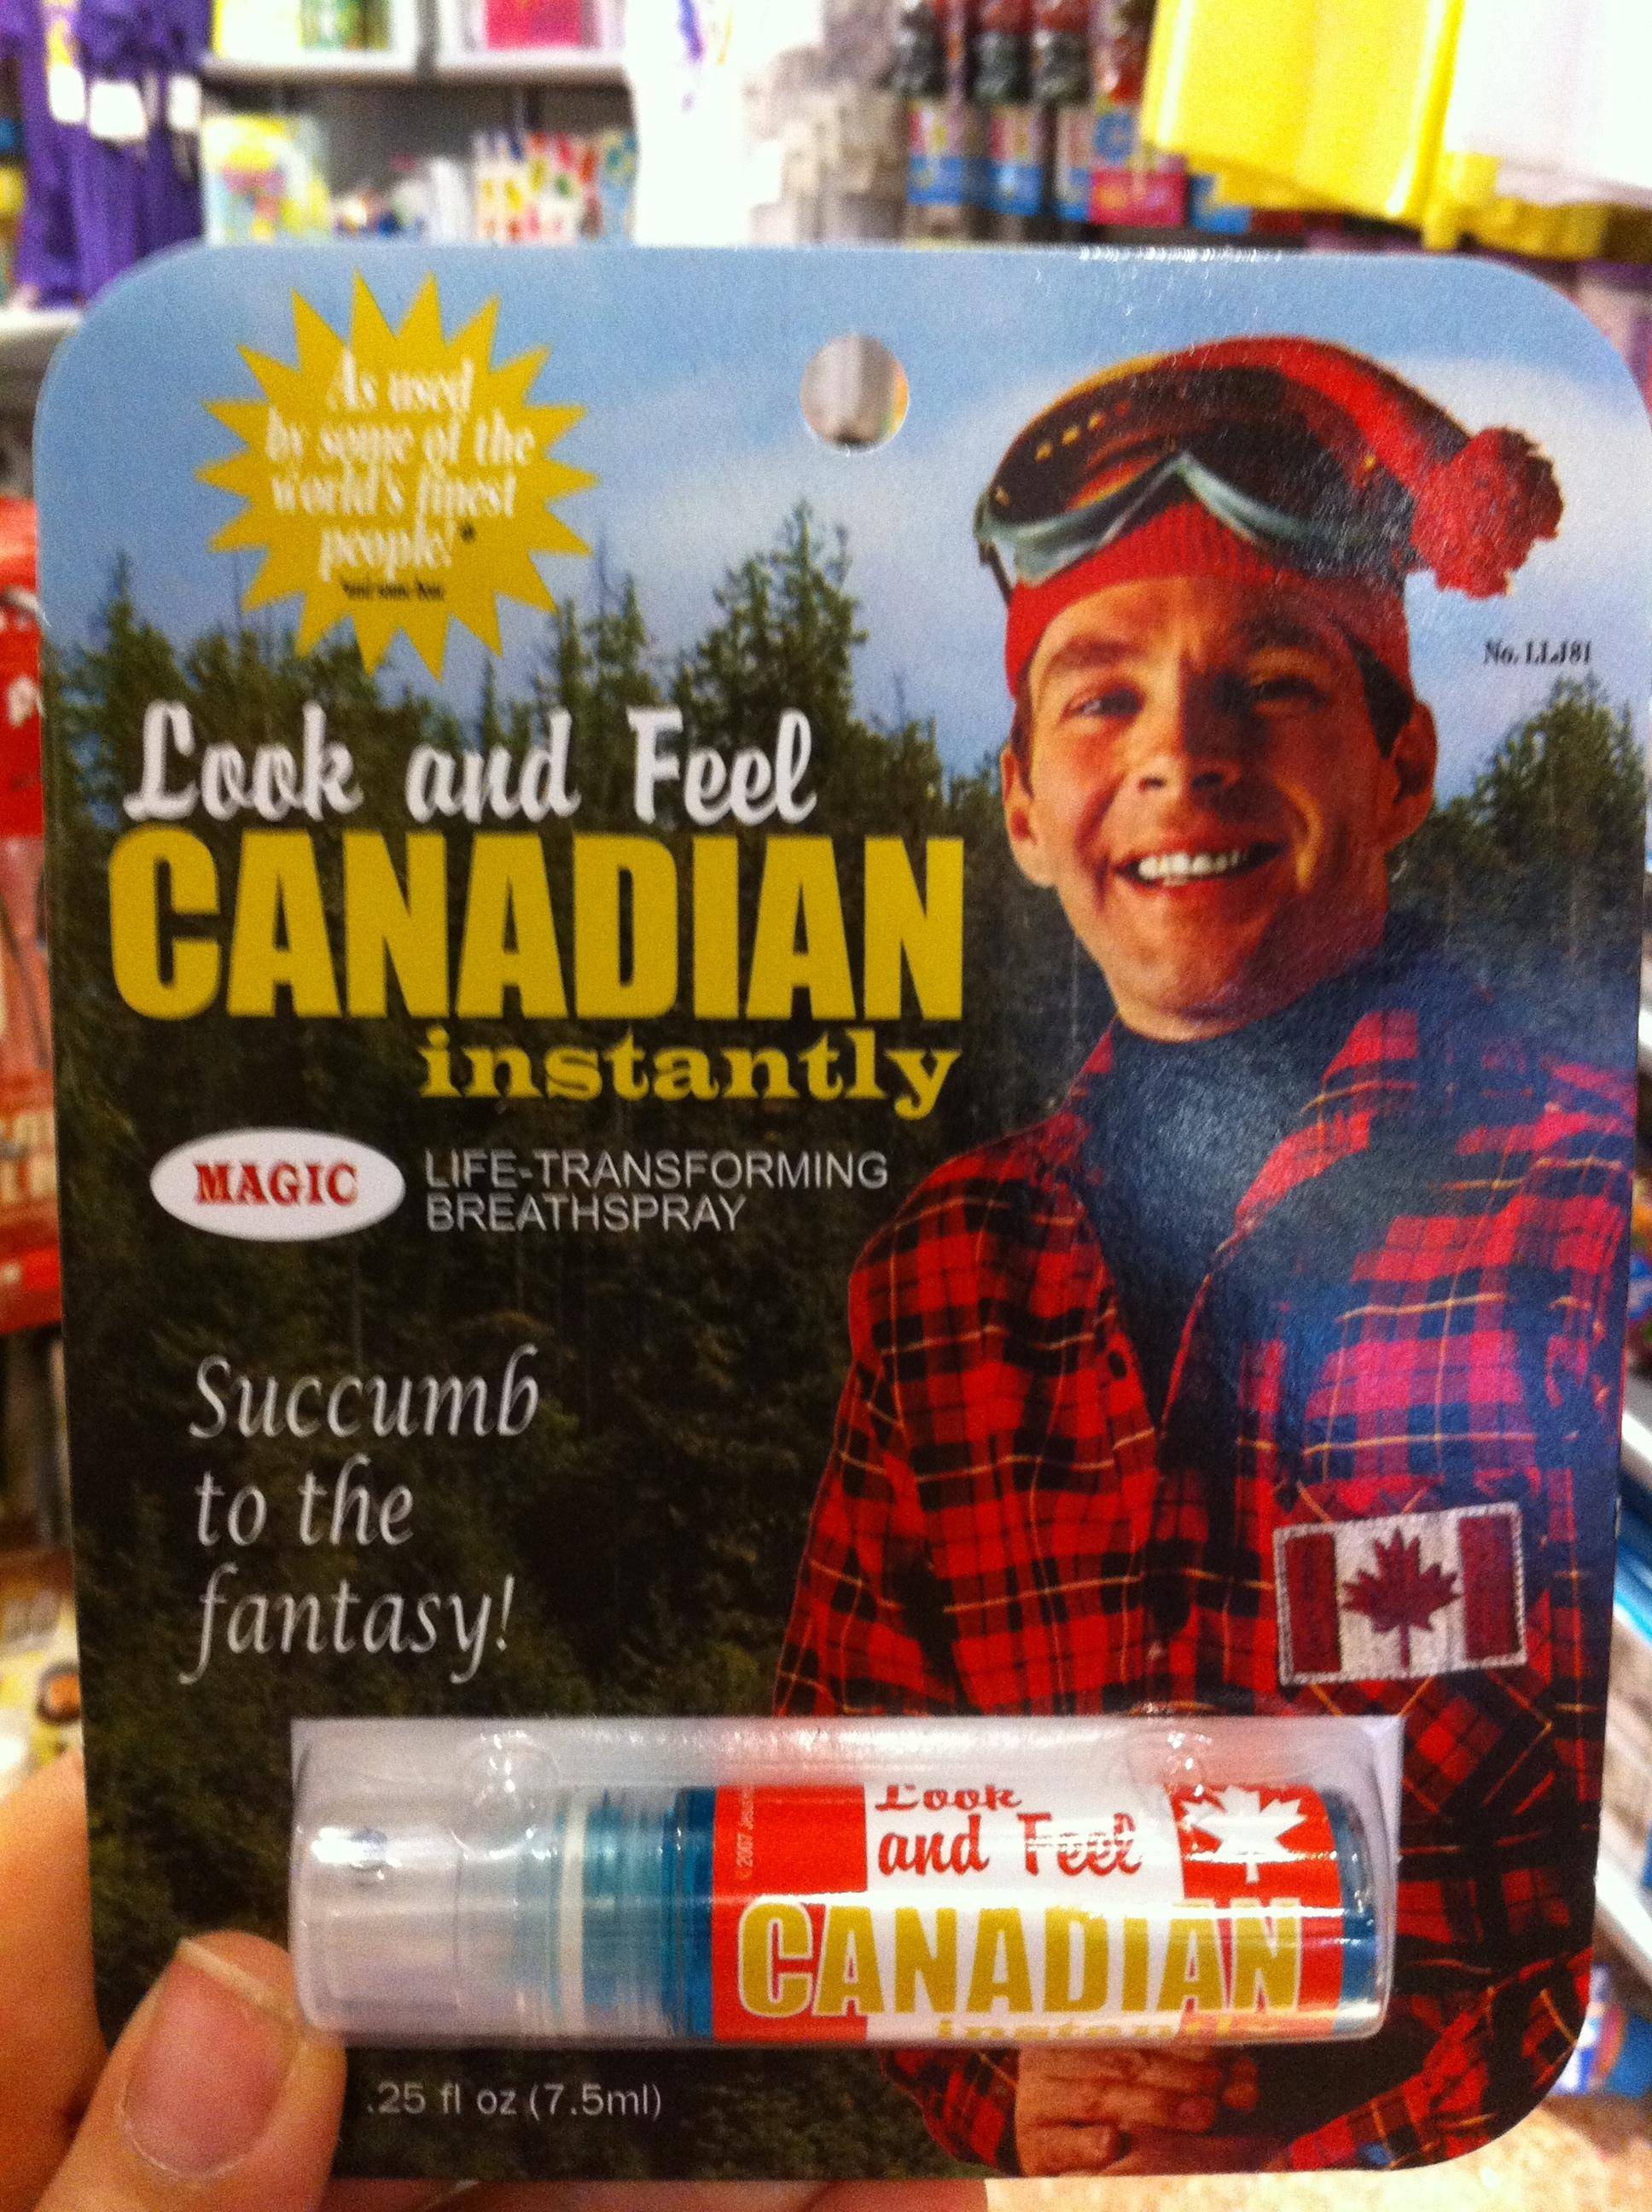 As used
by some of the
world's finest
people!*
No. LLJ81
Look and Feel
CANADIAN
instantly
MAGIC
LIFE-TRANSFORMING
BREATHSPRAY
Succumb
to the
fantasy!
Look
and Feel
CANADIAN
instantly
.25 fl oz (7.5ml)